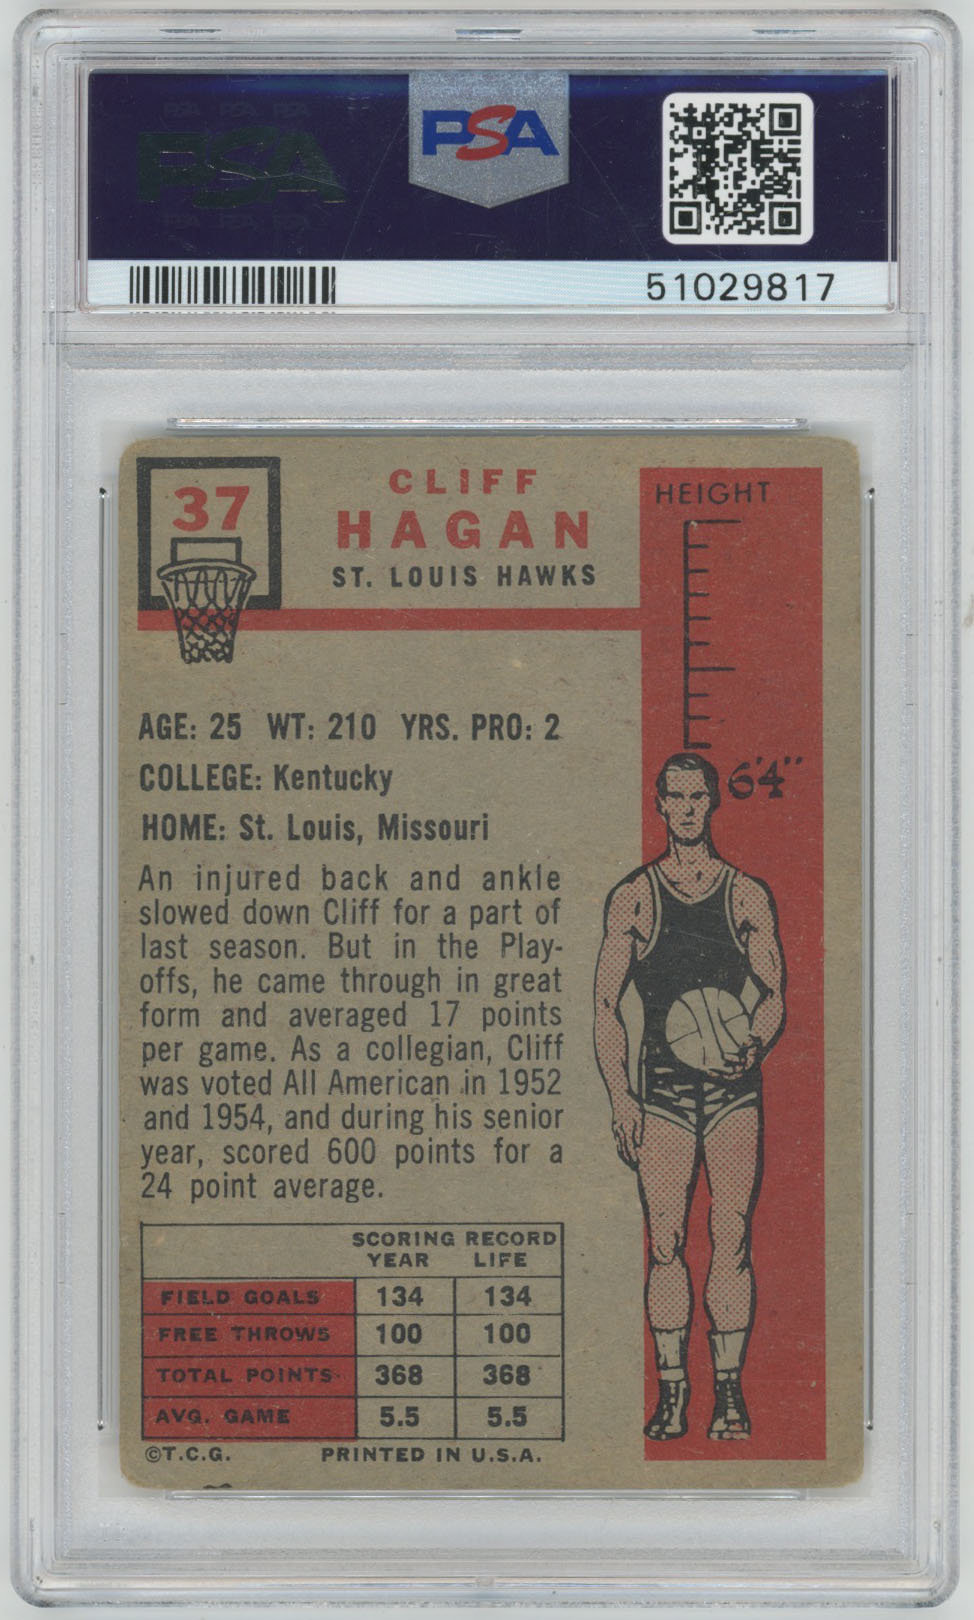 PSA
PSA
51029817
37
CLIFF
HAGAN
ST. LOUIS HAWKS
HEIGHT
6'4"
AGE: 25 WT: 210 YRS. PRO: 2
COLLEGE: Kentucky
HOME: St. Louis, Missouri
An injured back and ankle
slowed down Cliff for a part of
last season. But in the Play-
offs, he came through in great
form and averaged 17 points
per game. As a collegian, Cliff
was voted All American in 1952
and 1954, and during his senior
year, scored 600 points for a
24 point average.
SCORING RECORD
YEAR LIFE
FIELD GOALS 134 134
FREE THROWS 100 100
TOTAL POINTS 368 368
AVG. GAME 5.5 5.5
©T.C.G. PRINTED IN U.S.A.